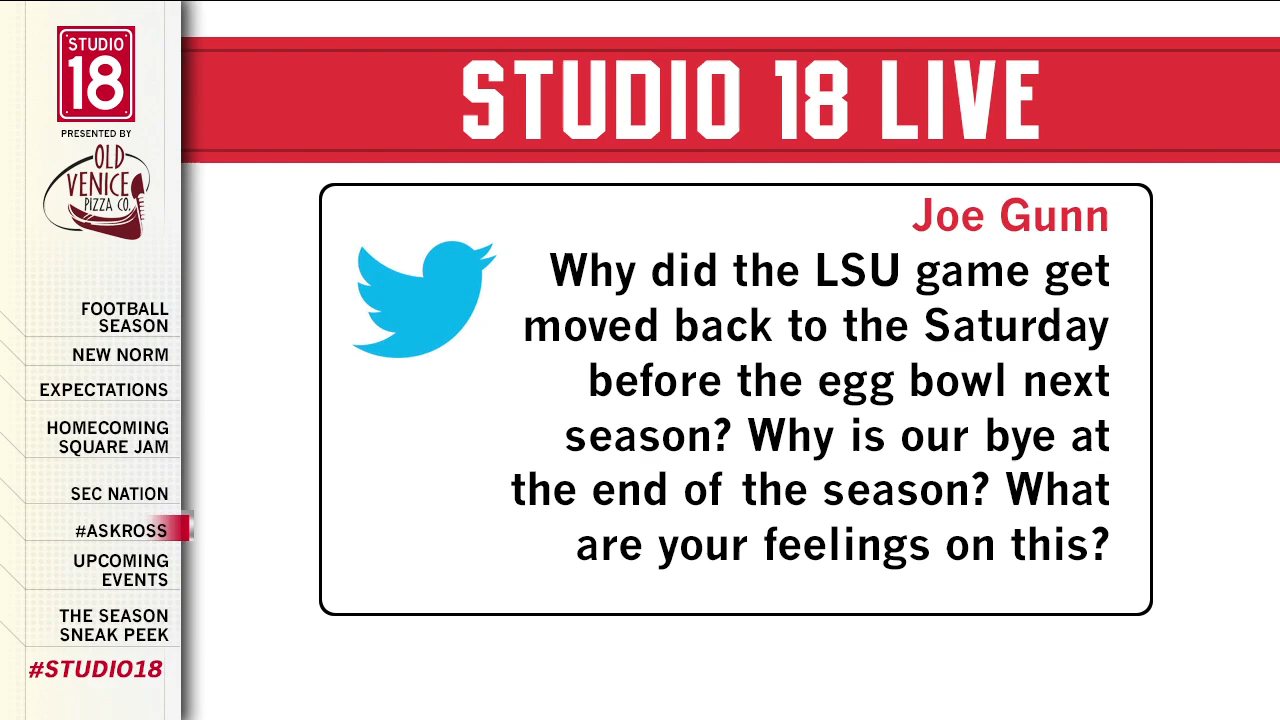 STUDIO
18
PRESENTED BY
OLD
VENICE
PIZZA CO.
FOOTBALL
SEASON
NEW NORM
EXPECTATIONS
HOMECOMING
SQUARE JAM
SEC NATION
#ASKROSS
UPCOMING
EVENTS
THE SEASON
SNEAK PEEK
#STUDIO18
STUDIO 18 LIVE
Joe Gunn
Why did the LSU game get
moved back to the Saturday
before the egg bowl next
season? Why is our bye at
the end of the season? What
are your feelings on this?